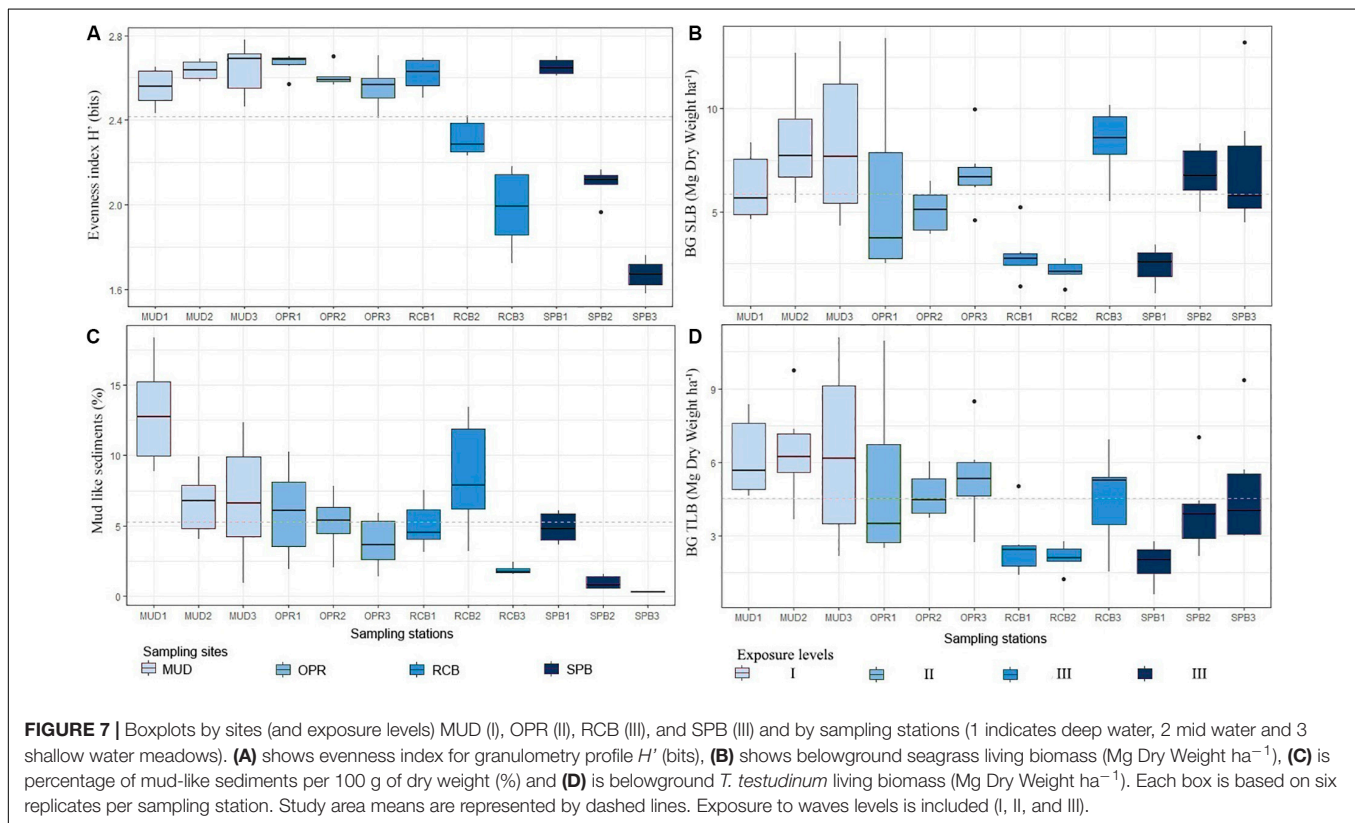 A
Evenness index H' (bits)
2.8
2.4
2.0
1.6
MUD1 MUD2 MUD3 OPR1 OPR2 OPR3 RCB1 RCB2 RCB3 SPB1 SPB2 SPB3
B
BG SLB (Mg Dry Weight ha⁻¹)
10
5
MUD1 MUD2 MUD3 OPR1 OPR2 OPR3 RCB1 RCB2 RCB3 SPB1 SPB2 SPB3
C
Mud like sediments (%)
15
10
5
0
MUD1 MUD2 MUD3 OPR1 OPR2 OPR3 RCB1 RCB2 RCB3 SPB1 SPB2 SPB3
Sampling stations
D
BG TLB (Mg Dry Weight ha⁻¹)
9
6
3
MUD1 MUD2 MUD3 OPR1 OPR2 OPR3 RCB1 RCB2 RCB3 SPB1 SPB2 SPB3
Sampling stations
Sampling sites
MUD OPR RCB SPB
Exposure levels
I II III III
FIGURE 7 | Boxplots by sites (and exposure levels) MUD (I), OPR (II), RCB (III), and SPB (III) and by sampling stations (1 indicates deep water, 2 mid water and 3
shallow water meadows). (A) shows evenness index for granulometry profile H' (bits), (B) shows belowground seagrass living biomass (Mg Dry Weight ha⁻¹), (C) is
percentage of mud-like sediments per 100 g of dry weight (%) and (D) is belowground T. testudinum living biomass (Mg Dry Weight ha⁻¹). Each box is based on six
replicates per sampling station. Study area means are represented by dashed lines. Exposure to waves levels is included (I, II, and III).